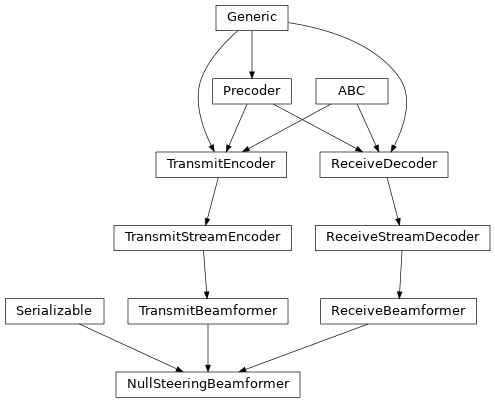 Generic
Precoder
ABC
TransmitEncoder
ReceiveDecoder
TransmitStreamEncoder
ReceiveStreamDecoder
Serializable
TransmitBeamformer
ReceiveBeamformer
NullSteeringBeamformer